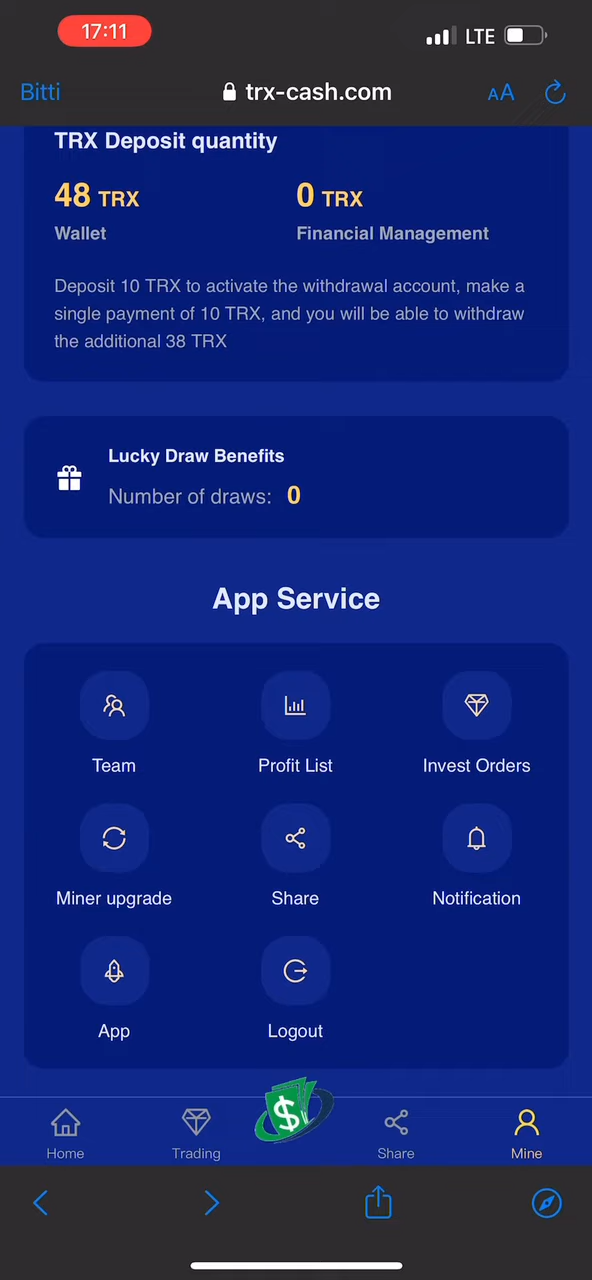 17:11
LTE
Bitti
trx-cash.com
AA
TRX Deposit quantity
48 TRX
0 TRX
Wallet
Financial Management
Deposit 10 TRX to activate the withdrawal account, make a
single payment of 10 TRX, and you will be able to withdraw
the additional 38 TRX
Lucky Draw Benefits
Number of draws: 0
App Service
Team
Profit List
Invest Orders
Miner upgrade
Share
Notification
App
Logout
$
Home
Trading
Share
Mine